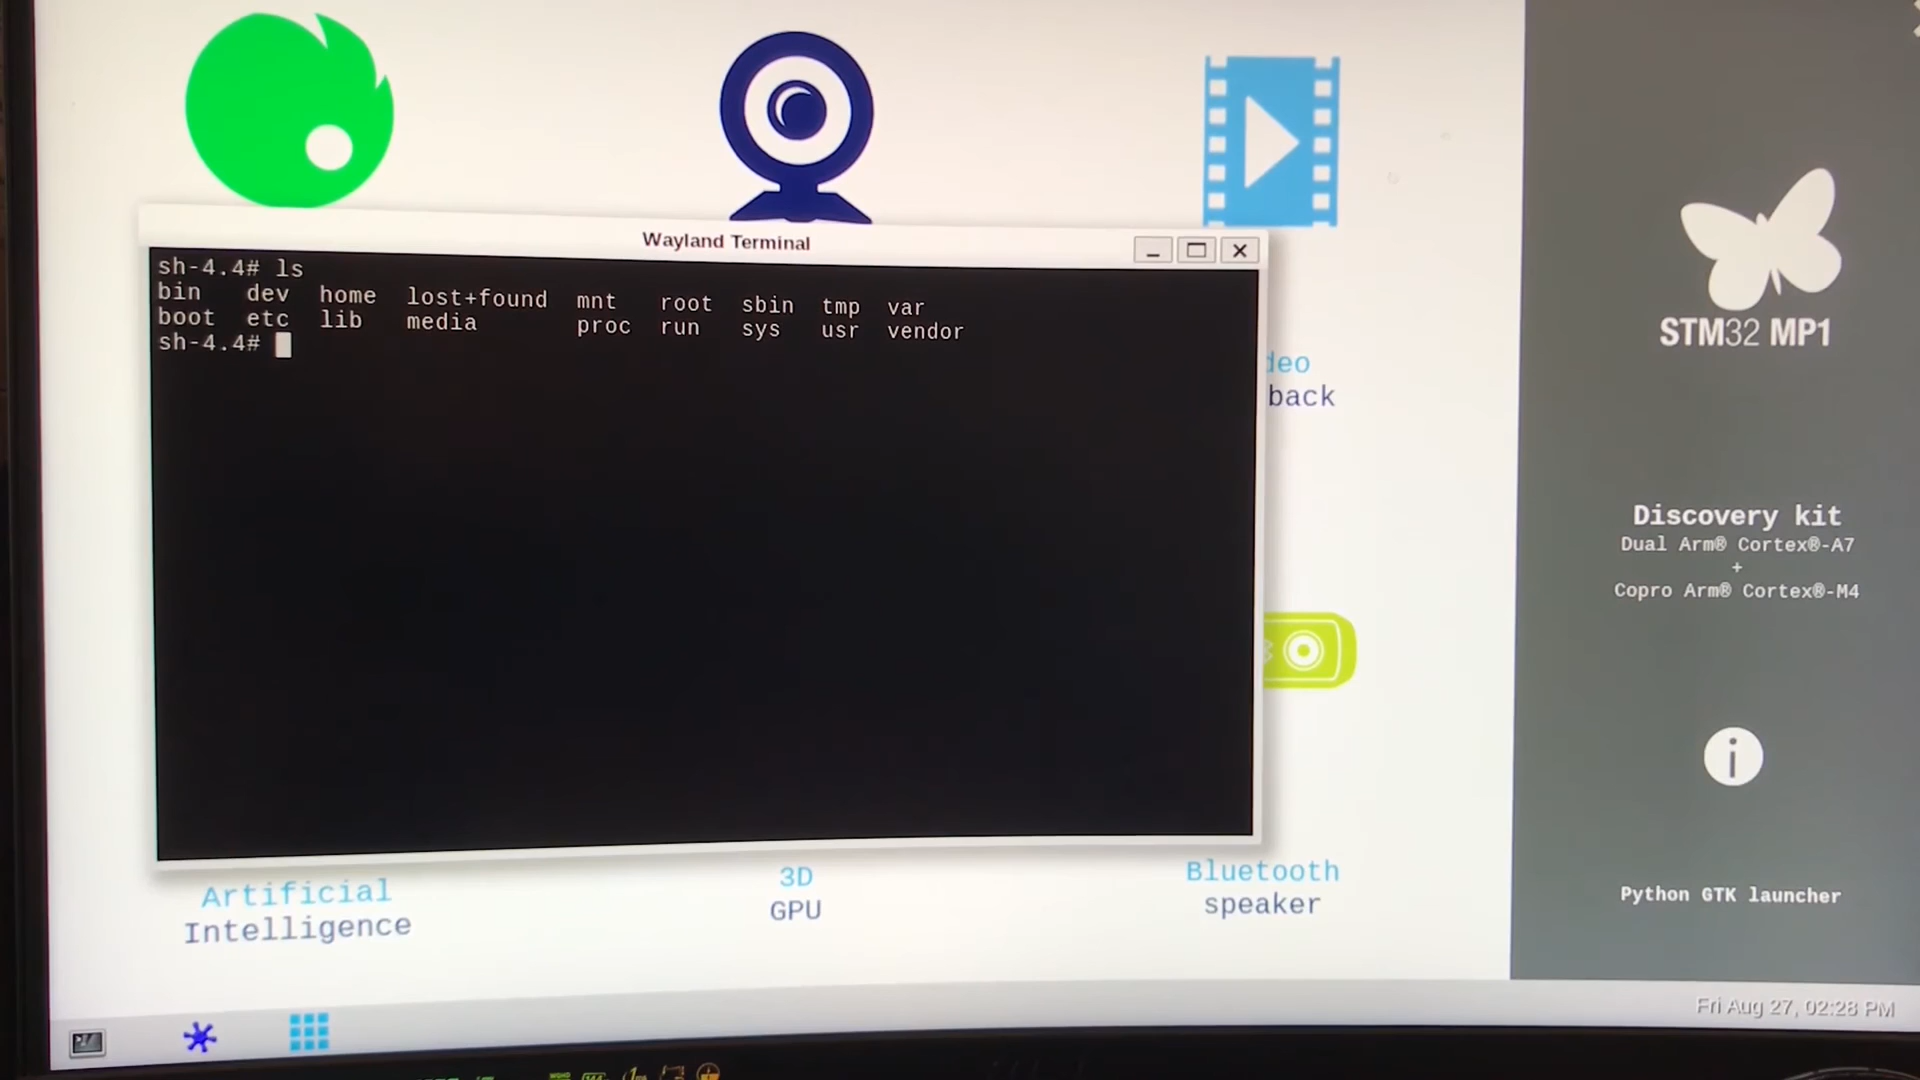 Wayland Terminal
sh-4.4# ls
bin dev home lost+found mnt root sbin tmp var
boot etc lib media proc run sys usr vendor
sh-4.4#
deo
back
STM32 MP1
Discovery kit
Dual Arm® Cortex®-A7
+
Copro Arm® Cortex®-M4
i
Python GTK launcher
Artificial
Intelligence
3D
GPU
Bluetooth
speaker
Fri Aug 27, 02:28 PM